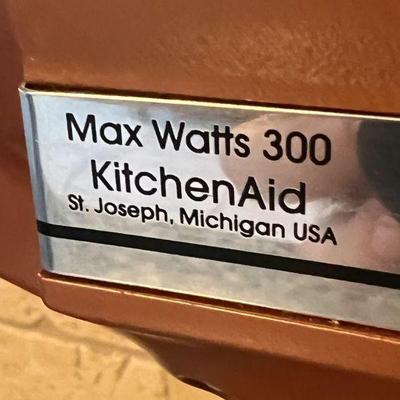 Max Watts 300
KitchenAid
St. Joseph, Michigan USA